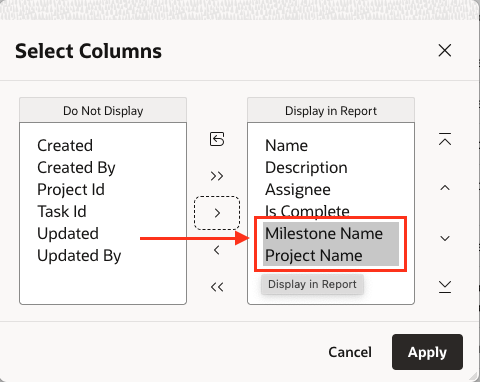 Select Columns
Do Not Display
Display in Report
Created
Created By
Project Id
Task Id
Updated
Updated By
Name
Description
Assignee
Is Complete
Milestone Name
Project Name
Display in Report
Cancel
Apply